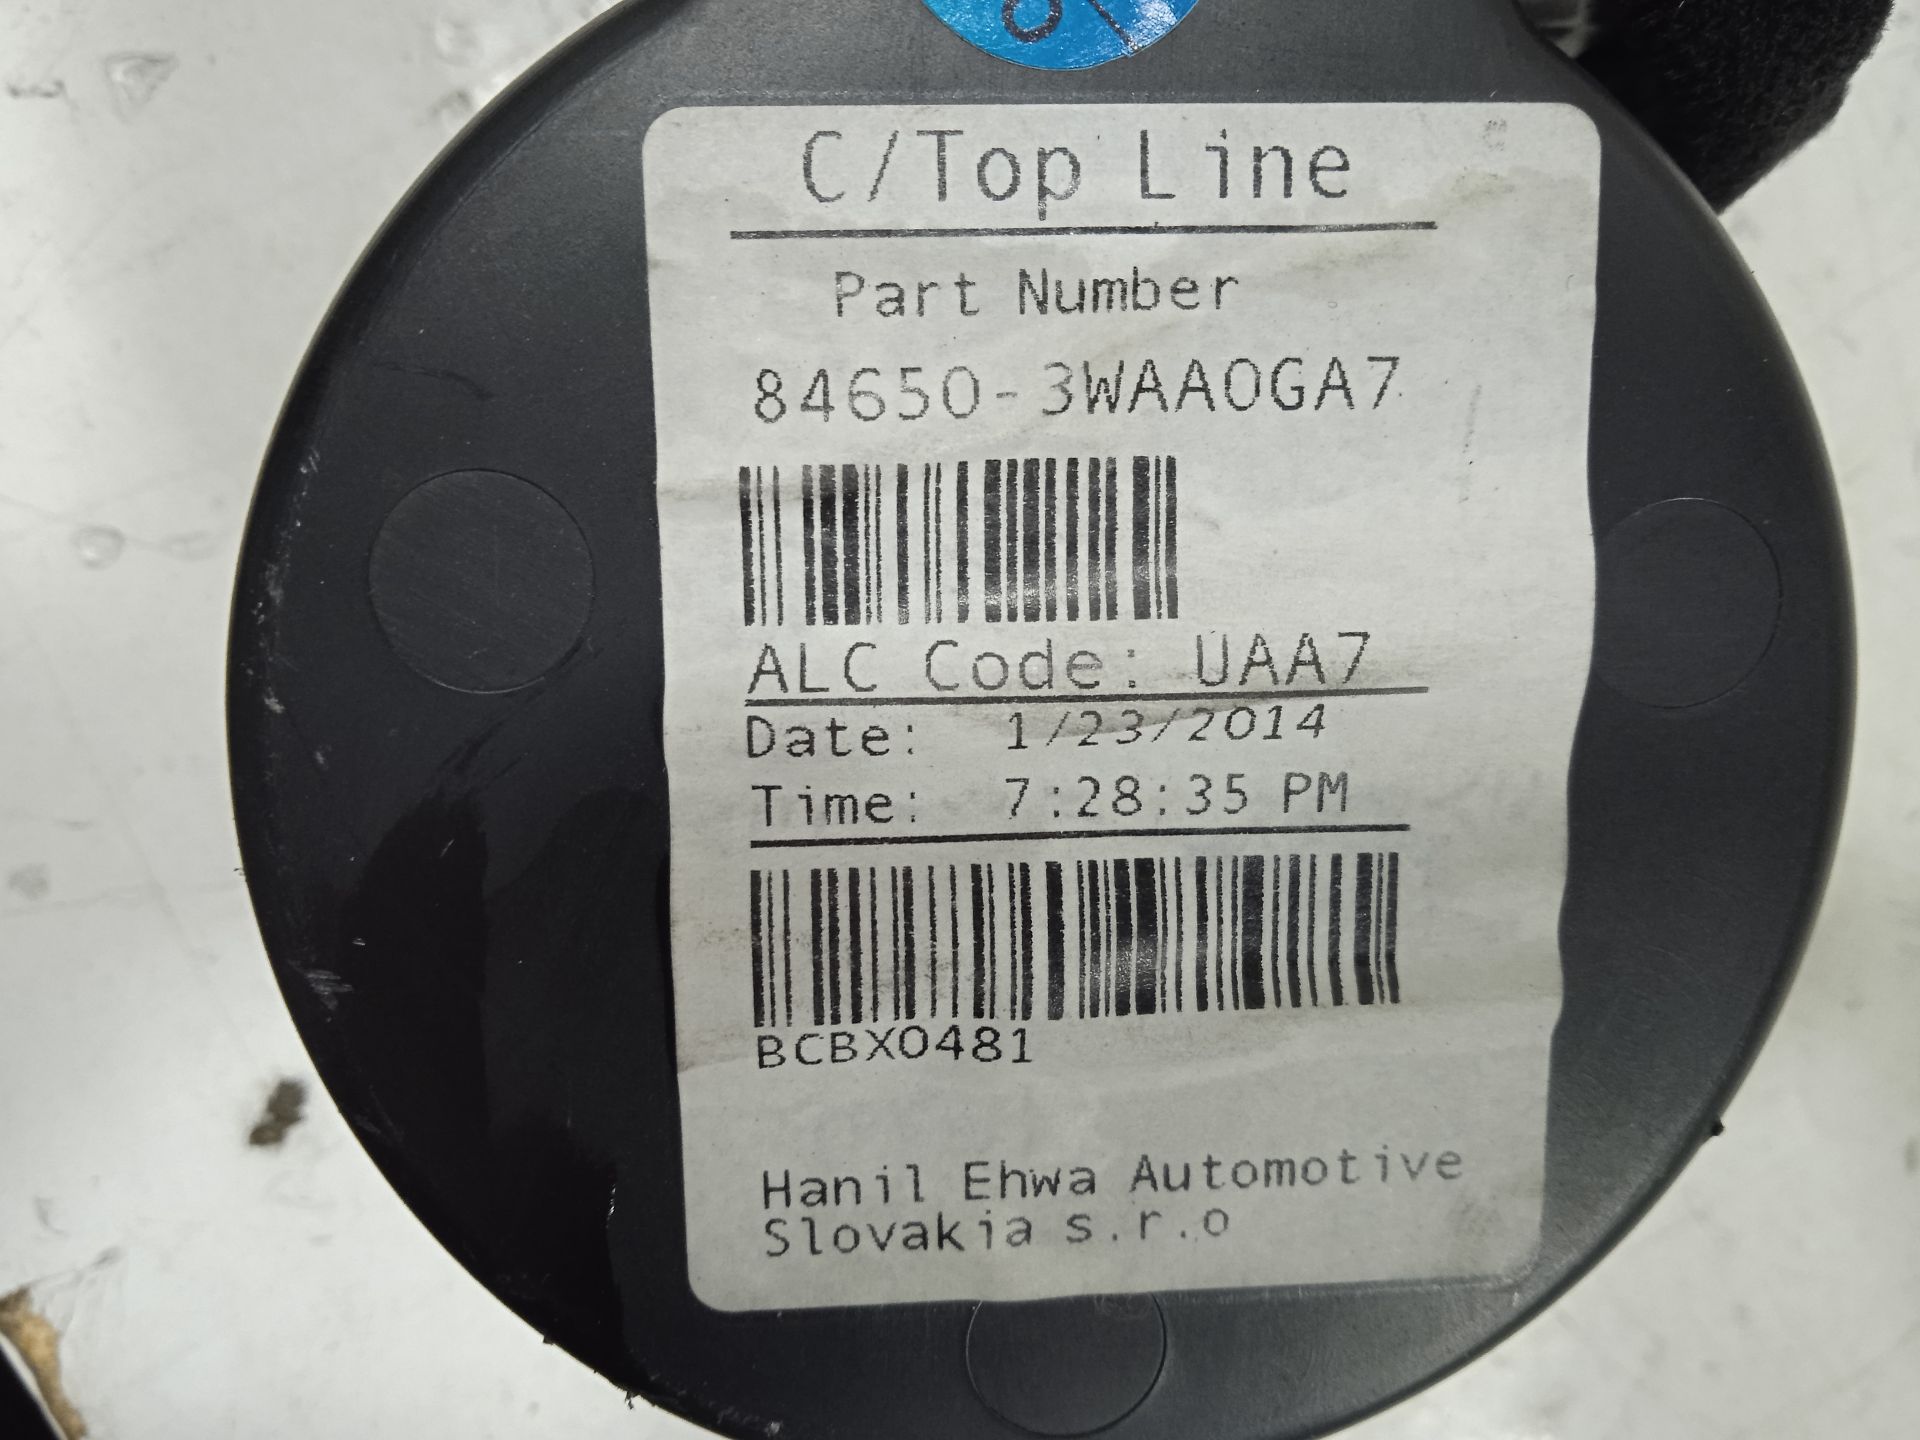 C/Top Line
Part Number
84650-3WAA0GA7
ALC Code: UAA7
Date: 1/23/2014
Time: 7:28:35 PM
BCBX0481
Hanil Ehwa Automotive
Slovakia s.r.o